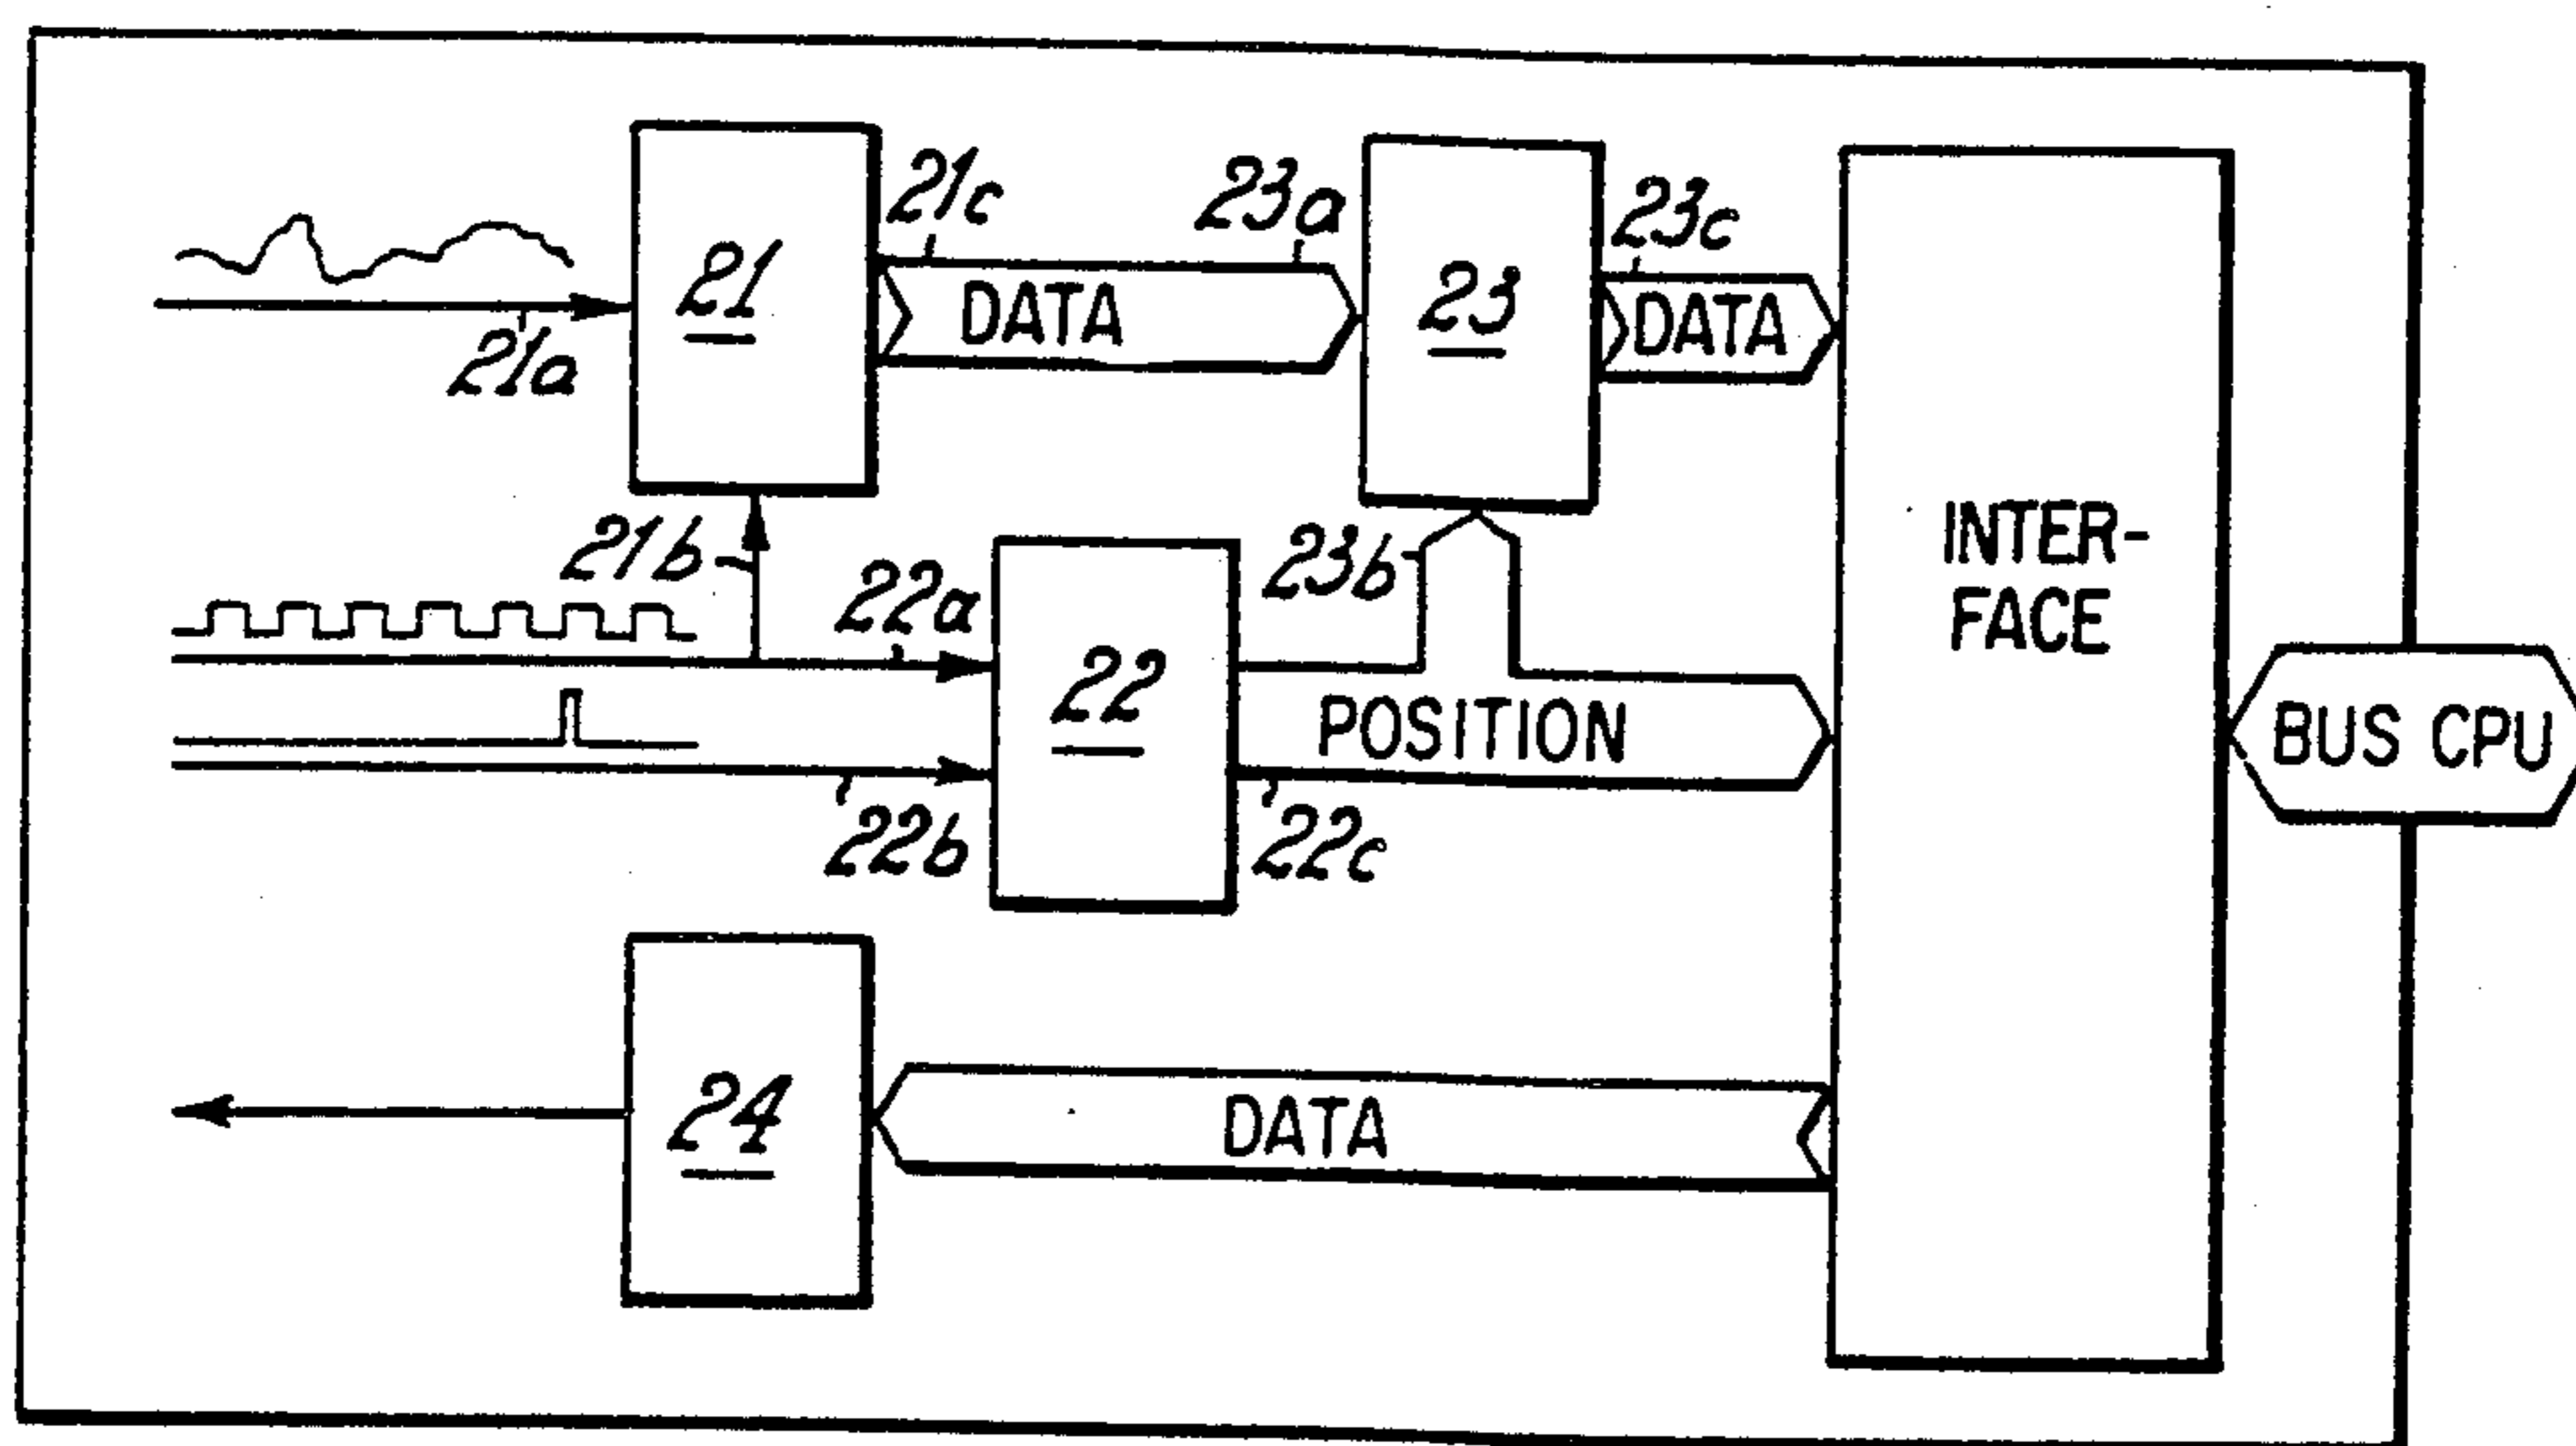 21
21a
21b
21c
DATA
23a
23
23b
23c
DATA
INTER-
FACE
22a
22
22b
22c
POSITION
BUS CPU
24
DATA